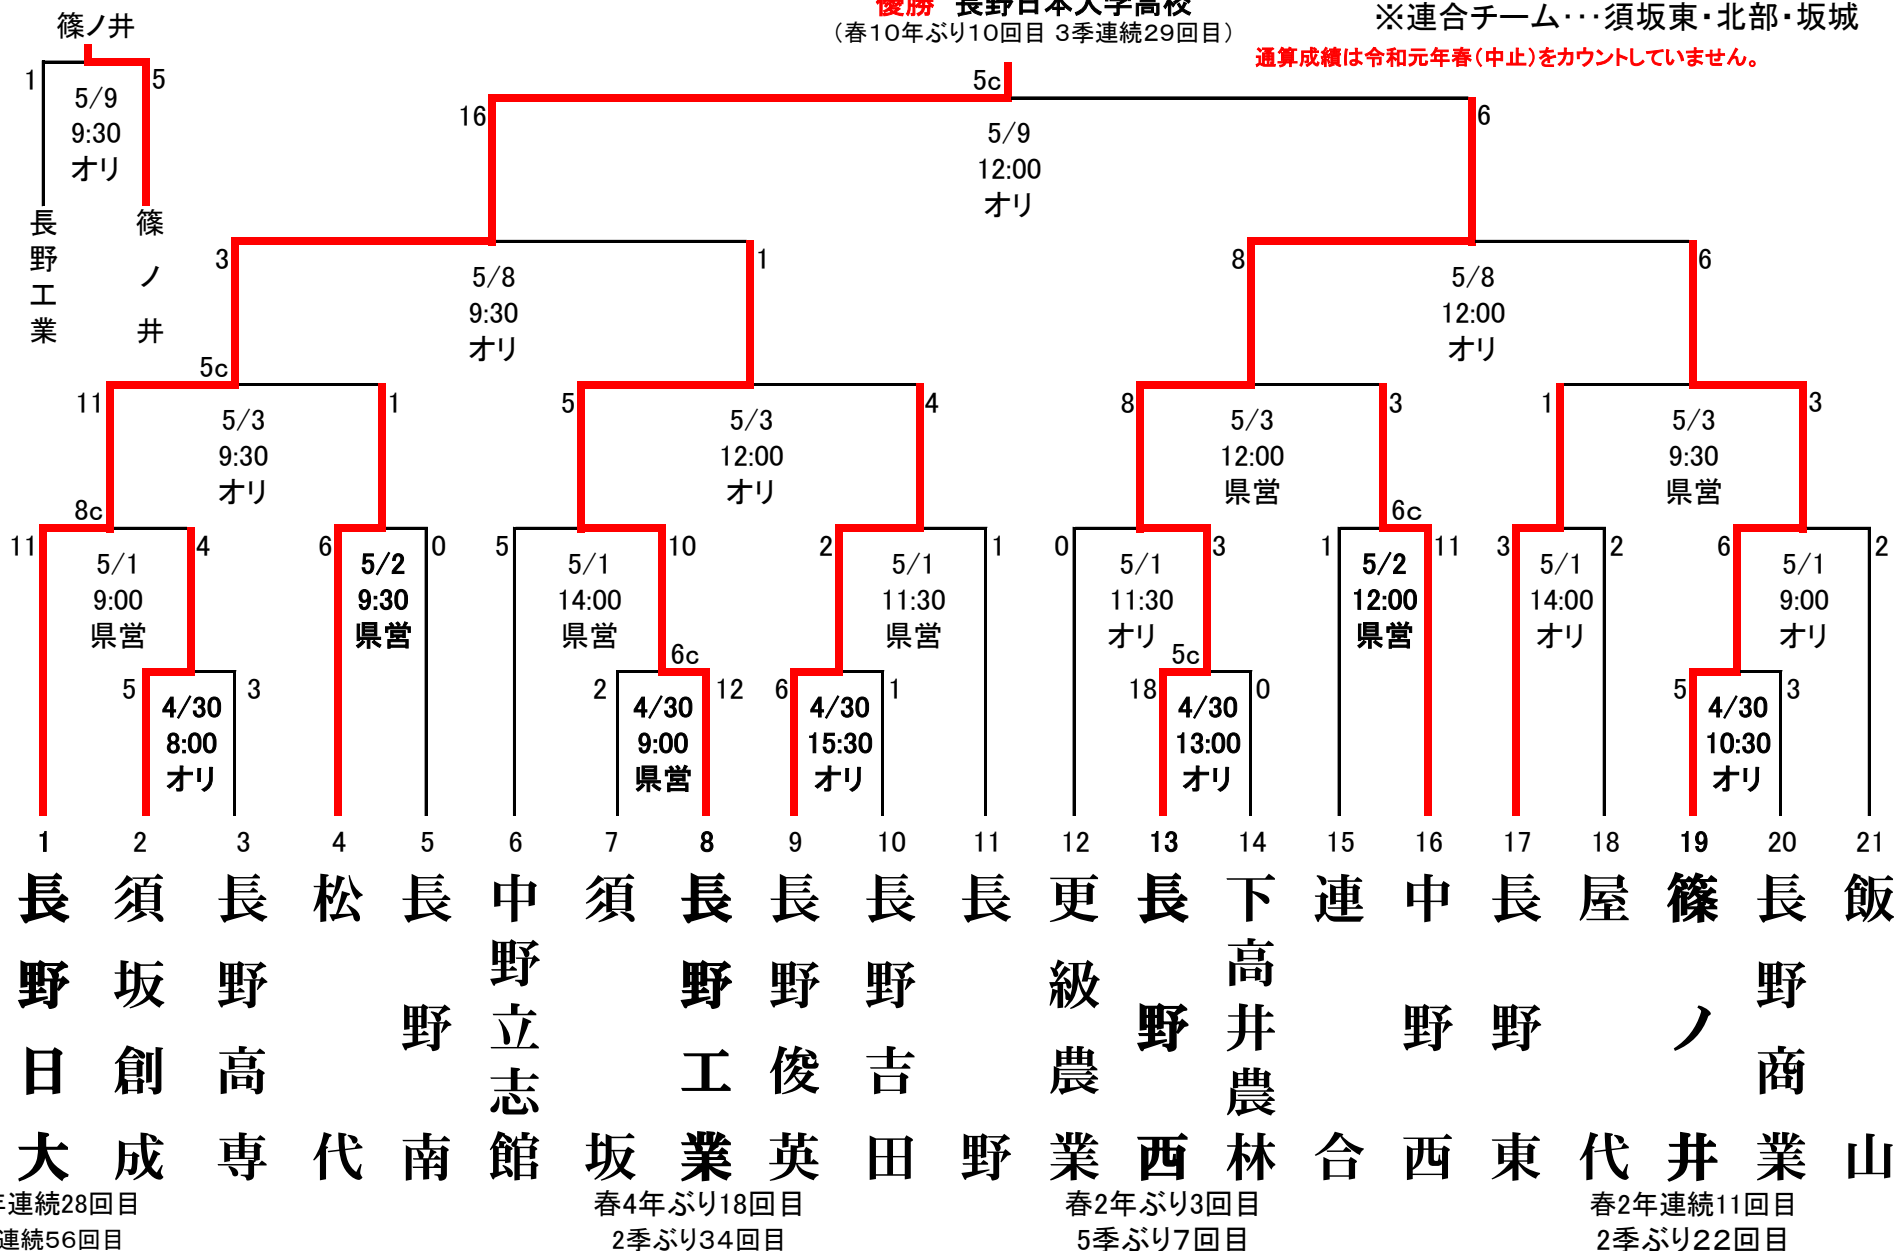 優勝 長野日本大学高校
(春10年ぶり10回目 3季連続29回目)
※連合チーム・・・須坂東・北部・坂城
通算成績は令和元年春(中止)をカウントしていません。
篠ノ井
1
5
5/9
9:30
オリ
長野工業
篠ノ井
5c
16
6
5/9
12:00
オリ
3
1
5/8
9:30
オリ
8
6
5/8
12:00
オリ
5c
11
1
5/3
9:30
オリ
5
4
5/3
12:00
オリ
8
3
5/3
12:00
県営
1
3
5/3
9:30
県営
8c
11
4
5/1
9:00
県営
6
0
5/2
9:30
県営
5
10
5/1
14:00
県営
2
1
5/1
11:30
県営
0
3
5/1
11:30
オリ
6c
1
11
5/2
12:00
県営
3
2
5/1
14:00
オリ
6
2
5/1
9:00
オリ
5
3
4/30
8:00
オリ
6c
2
12
4/30
9:00
県営
6
1
4/30
15:30
オリ
5c
18
0
4/30
13:00
オリ
5
3
4/30
10:30
オリ
1 2 3 4 5 6 7 8 9 10 11 12 13 14 15 16 17 18 19 20 21
長野日大
須坂創成
長野高専
松代
長野南
中野立志館
須坂
長野工業
長野俊英
長野吉田
長野
更級農業
長野西
下高井農林
連合
中野西
長野東
屋代
篠ノ井
長野商業
飯山
年連続28回目
連続56回目
春4年ぶり18回目
2季ぶり34回目
春2年ぶり3回目
5季ぶり7回目
春2年連続11回目
2季ぶり22回目